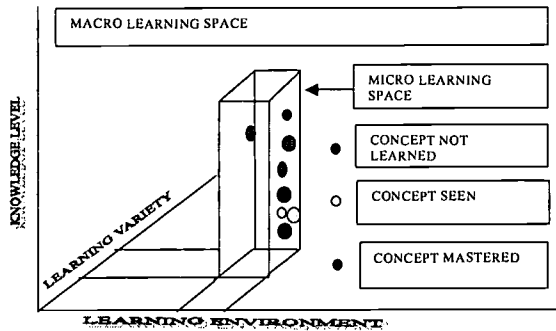 MACRO LEARNING SPACE
MICRO LEARNING
SPACE
CONCEPT NOT
LEARNED
CONCEPT SEEN
CONCEPT MASTERED
KNOWLEDGE LEVEL
LEARNING VARIETY
LEARNING ENVIRONMENT